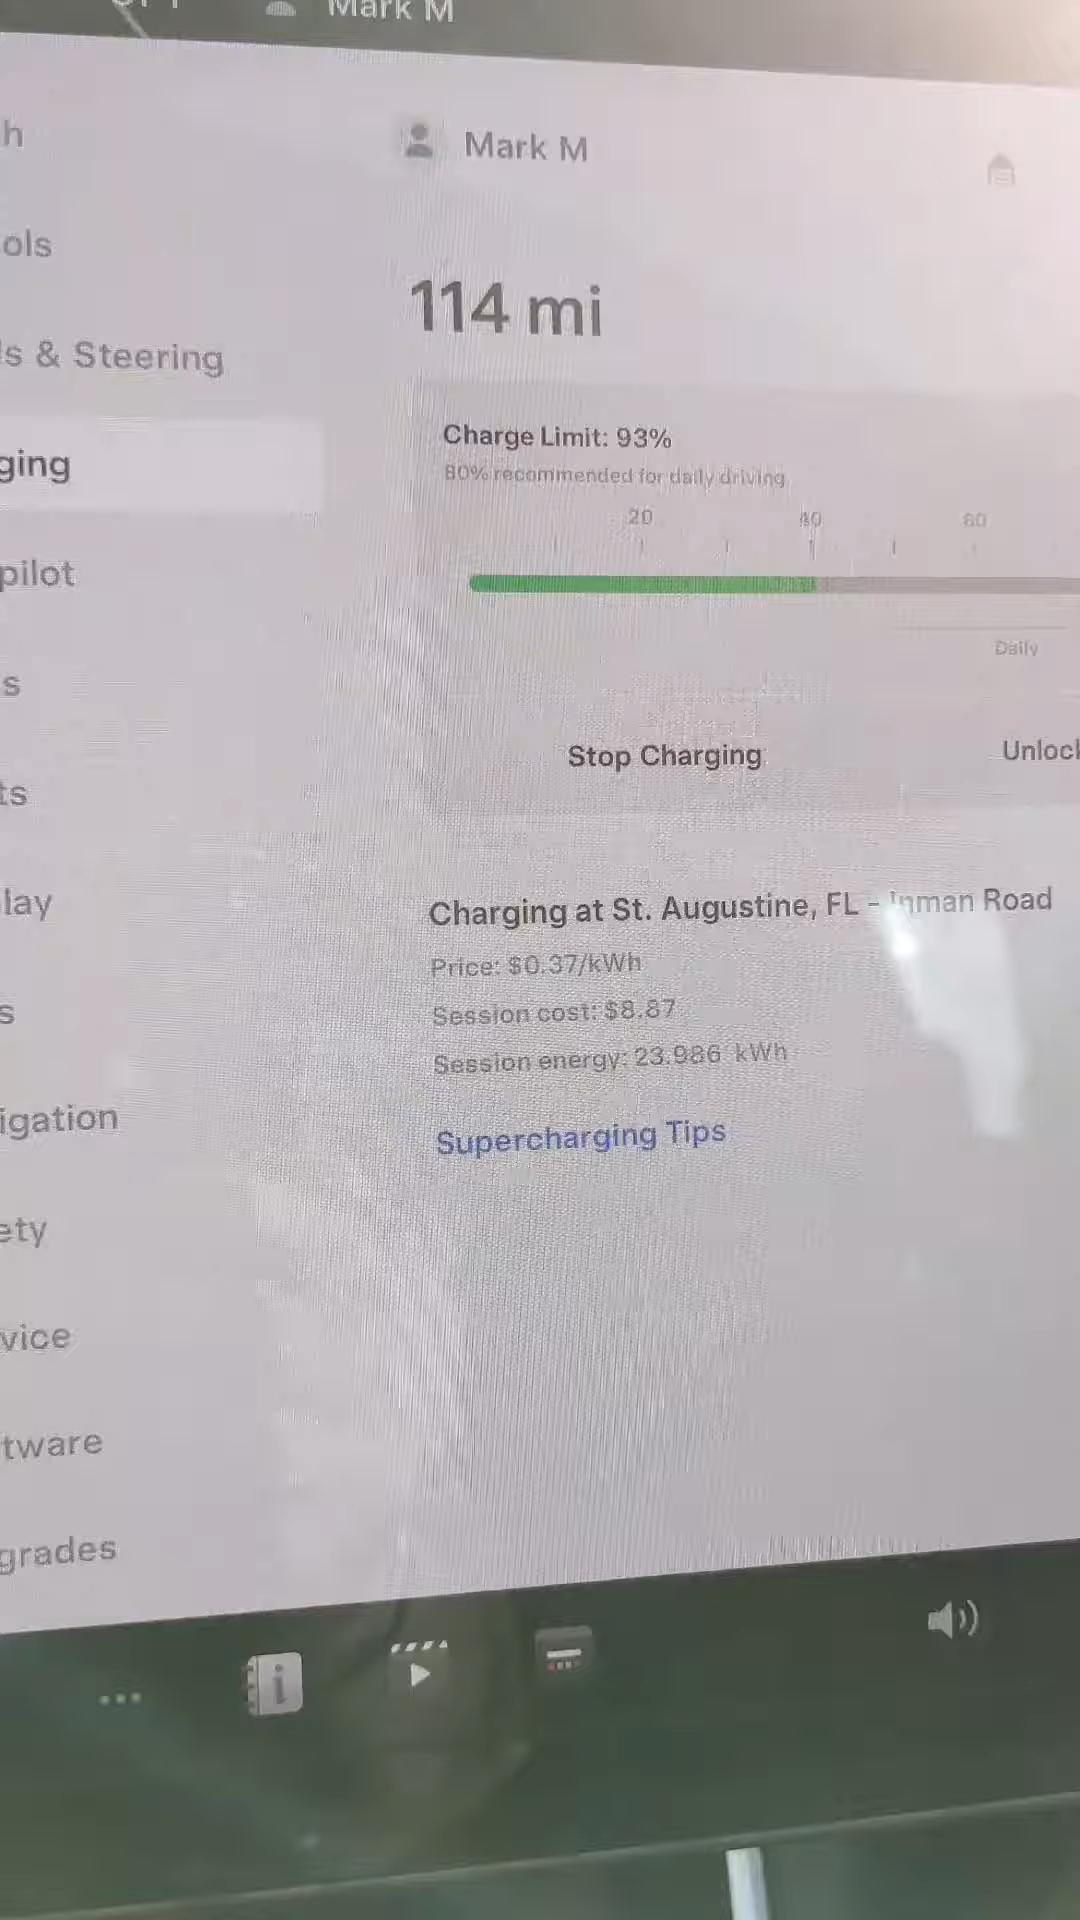 Mark M
Mark M
h
ols
s & Steering
ging
pilot
s
ts
lay
s
igation
ety
vice
tware
grades
114 mi
Charge Limit: 93%
80% recommended for daily driving
20 40 60
Daily
Stop Charging
Unlock
Charging at St. Augustine, FL - Inman Road
Price: $0.37/kWh
Session cost: $8.87
Session energy: 23.986 kWh
Supercharging Tips
i